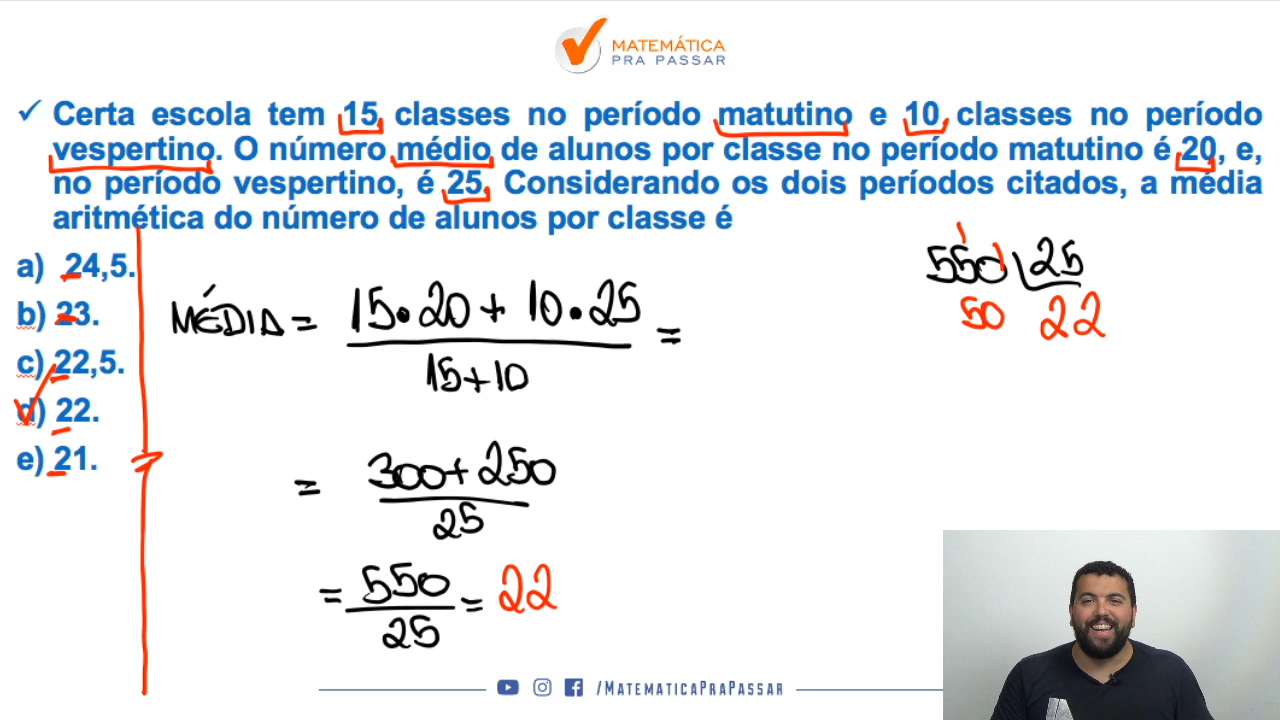 MATEMÁTICA
PRA PASSAR
✓ Certa escola tem 15 classes no período matutino e 10 classes no período
vespertino. O número médio de alunos por classe no período matutino é 20, e,
no período vespertino, é 25. Considerando os dois períodos citados, a média
aritmética do número de alunos por classe é
a) 24,5.
b) 23.
c) 22,5.
d) 22.
e) 21.
MÉDIA = 15•20 + 10•25 =
15+10
= 300+250
25
= 550 = 22
25
550 25
50 22
/MATEMATICAPRAPASSAR